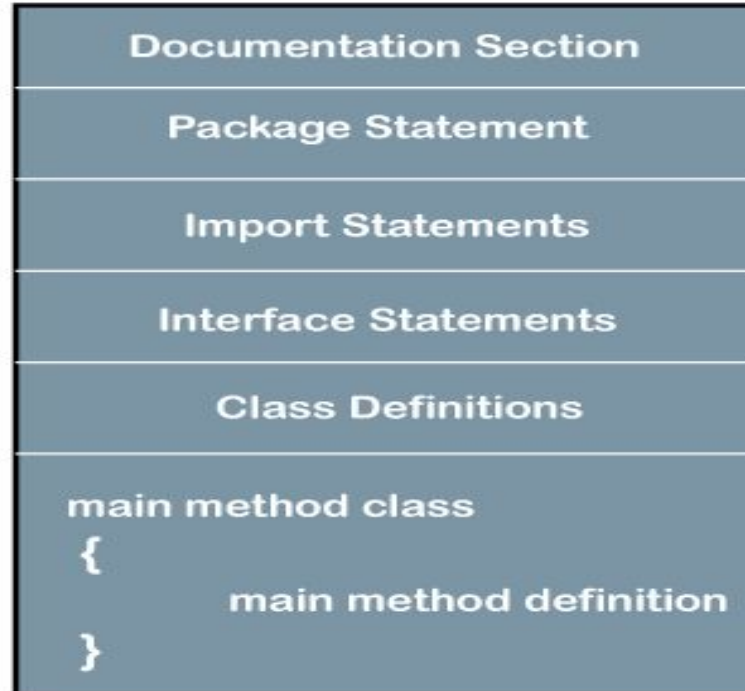 Documentation Section
Package Statement
Import Statements
Interface Statements
Class Definitions
main method class
{
main method definition
}